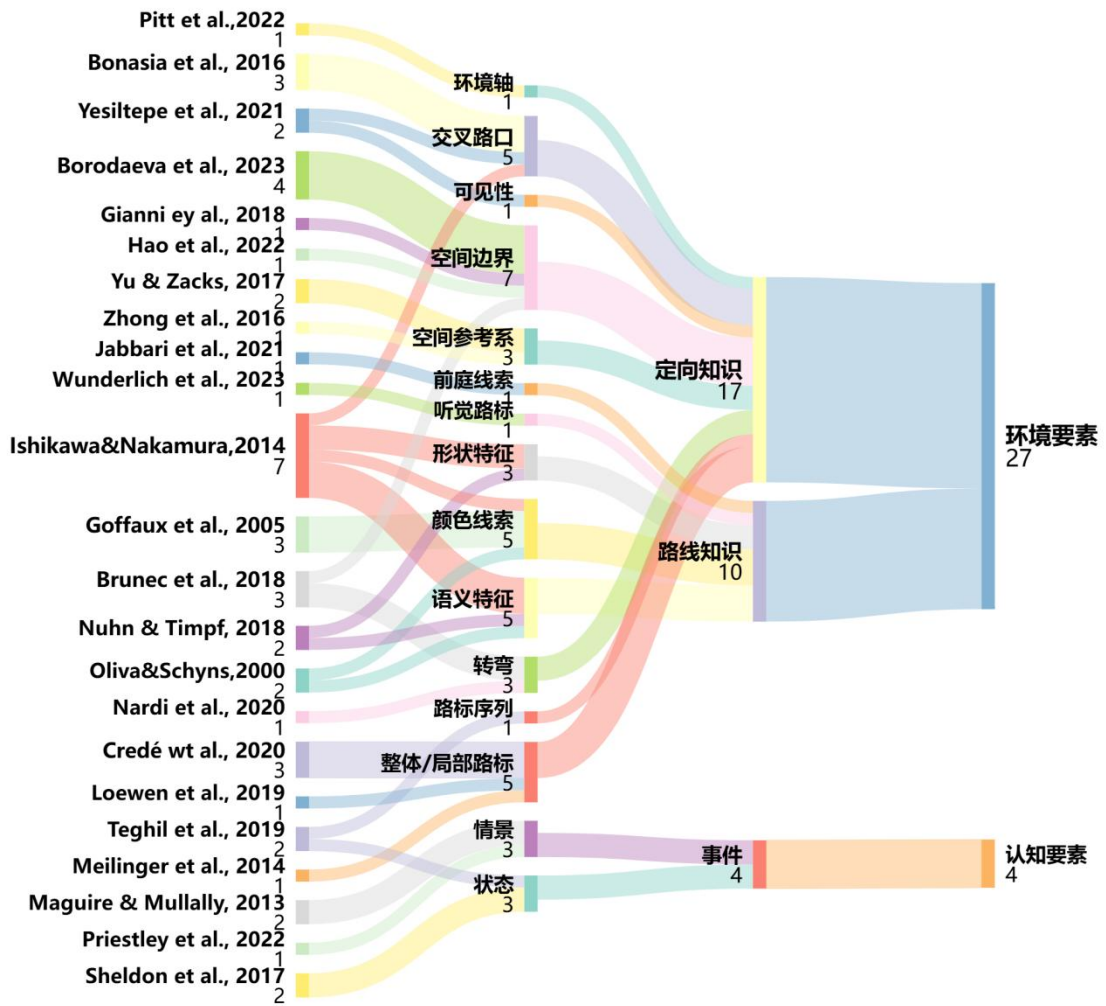 Pitt et al.,2022
1
Bonasia et al., 2016
3
Yesiltepe et al., 2021
2
Borodaeva et al., 2023
4
Gianni ey al., 2018
1
Hao et al., 2022
1
Yu & Zacks, 2017
2
Zhong et al., 2016
1
Jabbari et al., 2021
1
Wunderlich et al., 2023
1
Ishikawa&Nakamura,2014
7
Goffaux et al., 2005
3
Brunec et al., 2018
3
Nuhn & Timpf, 2018
2
Oliva&Schyns,2000
2
Nardi et al., 2020
1
Credé wt al., 2020
3
Loewen et al., 2019
1
Teghil et al., 2019
2
Meilinger et al., 2014
1
Maguire & Mullally, 2013
2
Priestley et al., 2022
1
Sheldon et al., 2017
2
环境轴
1
交叉路口
5
可见性
1
空间边界
7
空间参考系
3
前庭线索
1
听觉路标
1
形状特征
3
颜色线索
5
语义特征
5
转弯
3
路标序列
1
整体/局部路标
5
情景
3
状态
3
定向知识
17
路线知识
10
事件
4
环境要素
27
认知要素
4